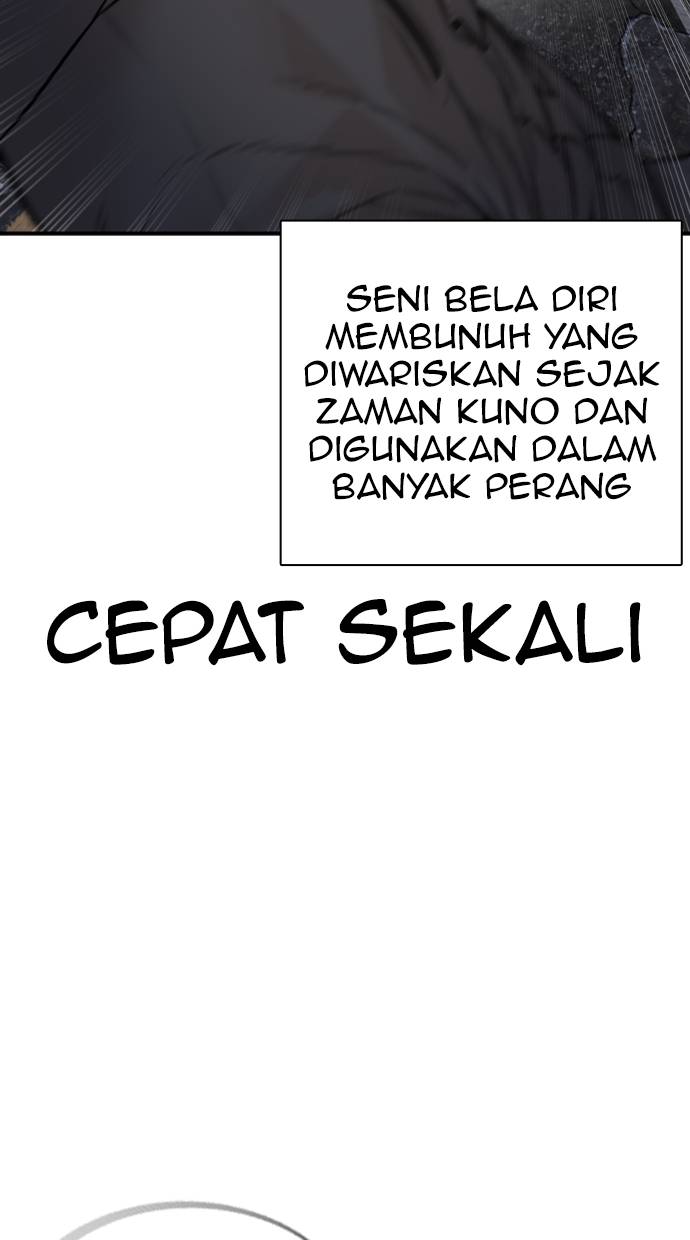 SENI BELA DIRI
MEMBUNUH YANG
DIWARISKAN SEJAK
ZAMAN KUNO DAN
DIGUNAKAN DALAM
BANYAK PERANG
CEPAT SEKALI